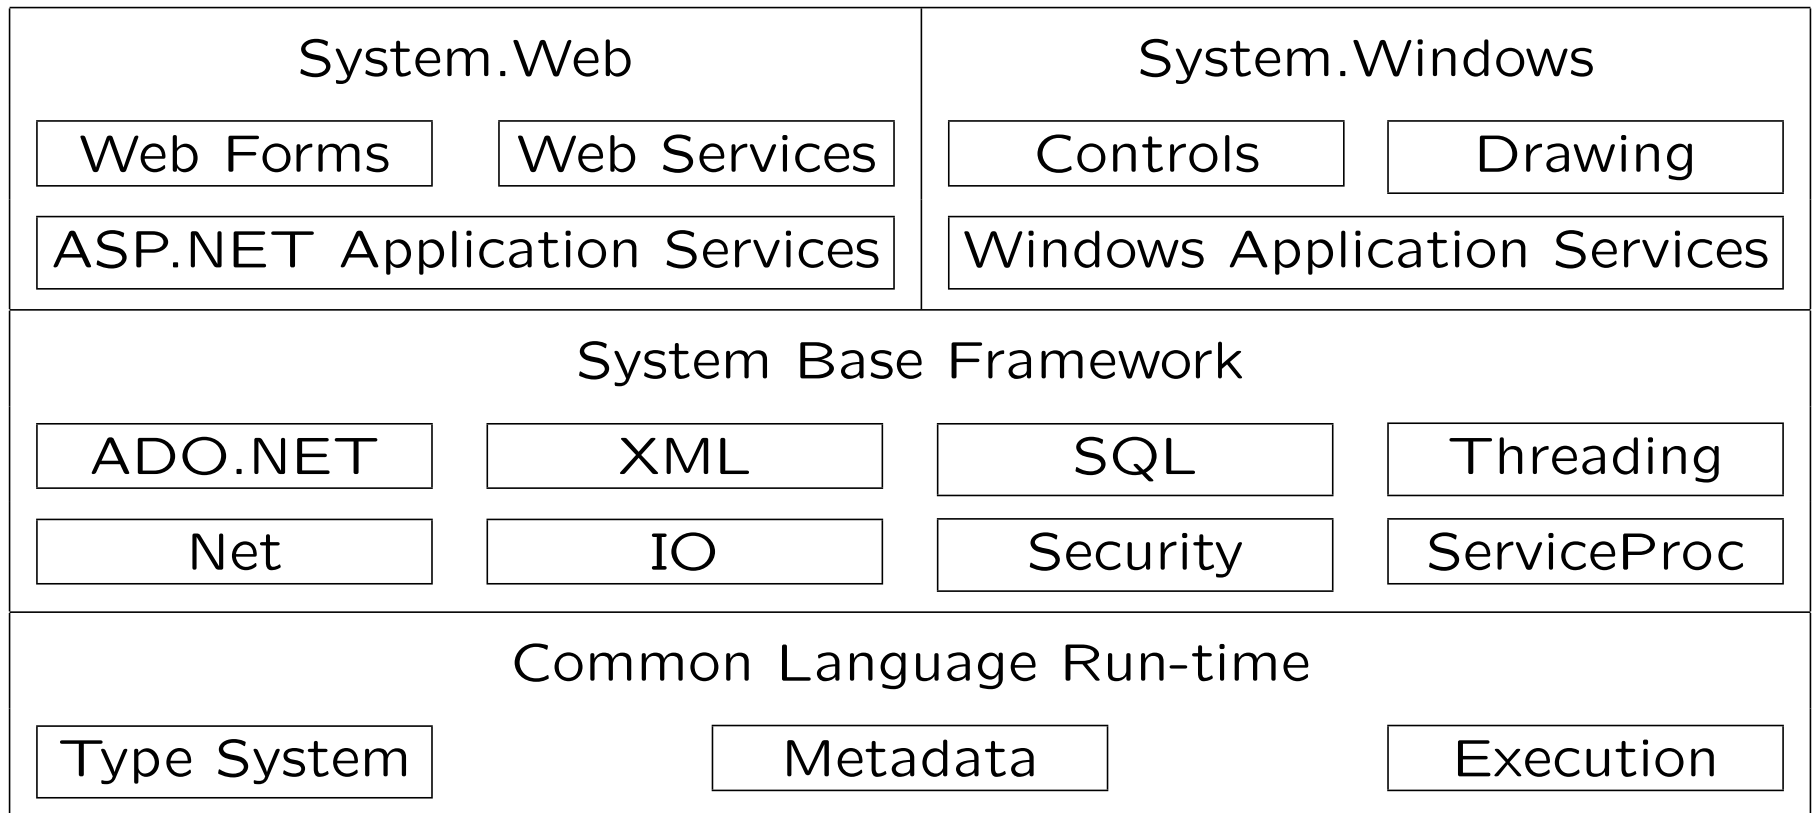 System.Web
System.Windows
Web Forms
Web Services
Controls
Drawing
ASP.NET Application Services
Windows Application Services
System Base Framework
ADO.NET
XML
SQL
Threading
Net
IO
Security
ServiceProc
Common Language Run-time
Type System
Metadata
Execution